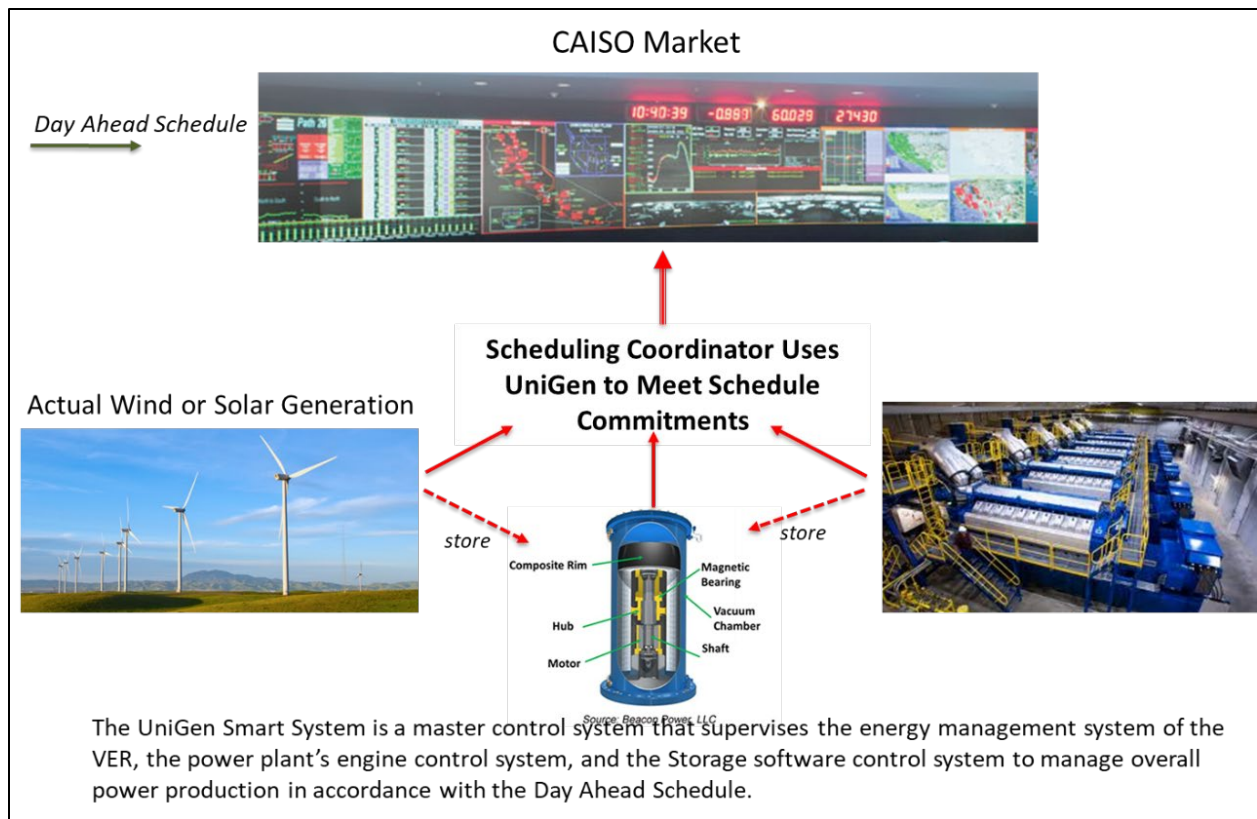 CAISO Market
Day Ahead Schedule
Path 26
10:40:39 -0.887 60.029 27430
Scheduling Coordinator Uses
UniGen to Meet Schedule
Commitments
Actual Wind or Solar Generation
store
store
Composite Rim
Magnetic
Bearing
Hub
Vacuum
Chamber
Motor
Shaft
Source: Beacon Power, LLC
The UniGen Smart System is a master control system that supervises the energy management system of the
VER, the power plant's engine control system, and the Storage software control system to manage overall
power production in accordance with the Day Ahead Schedule.